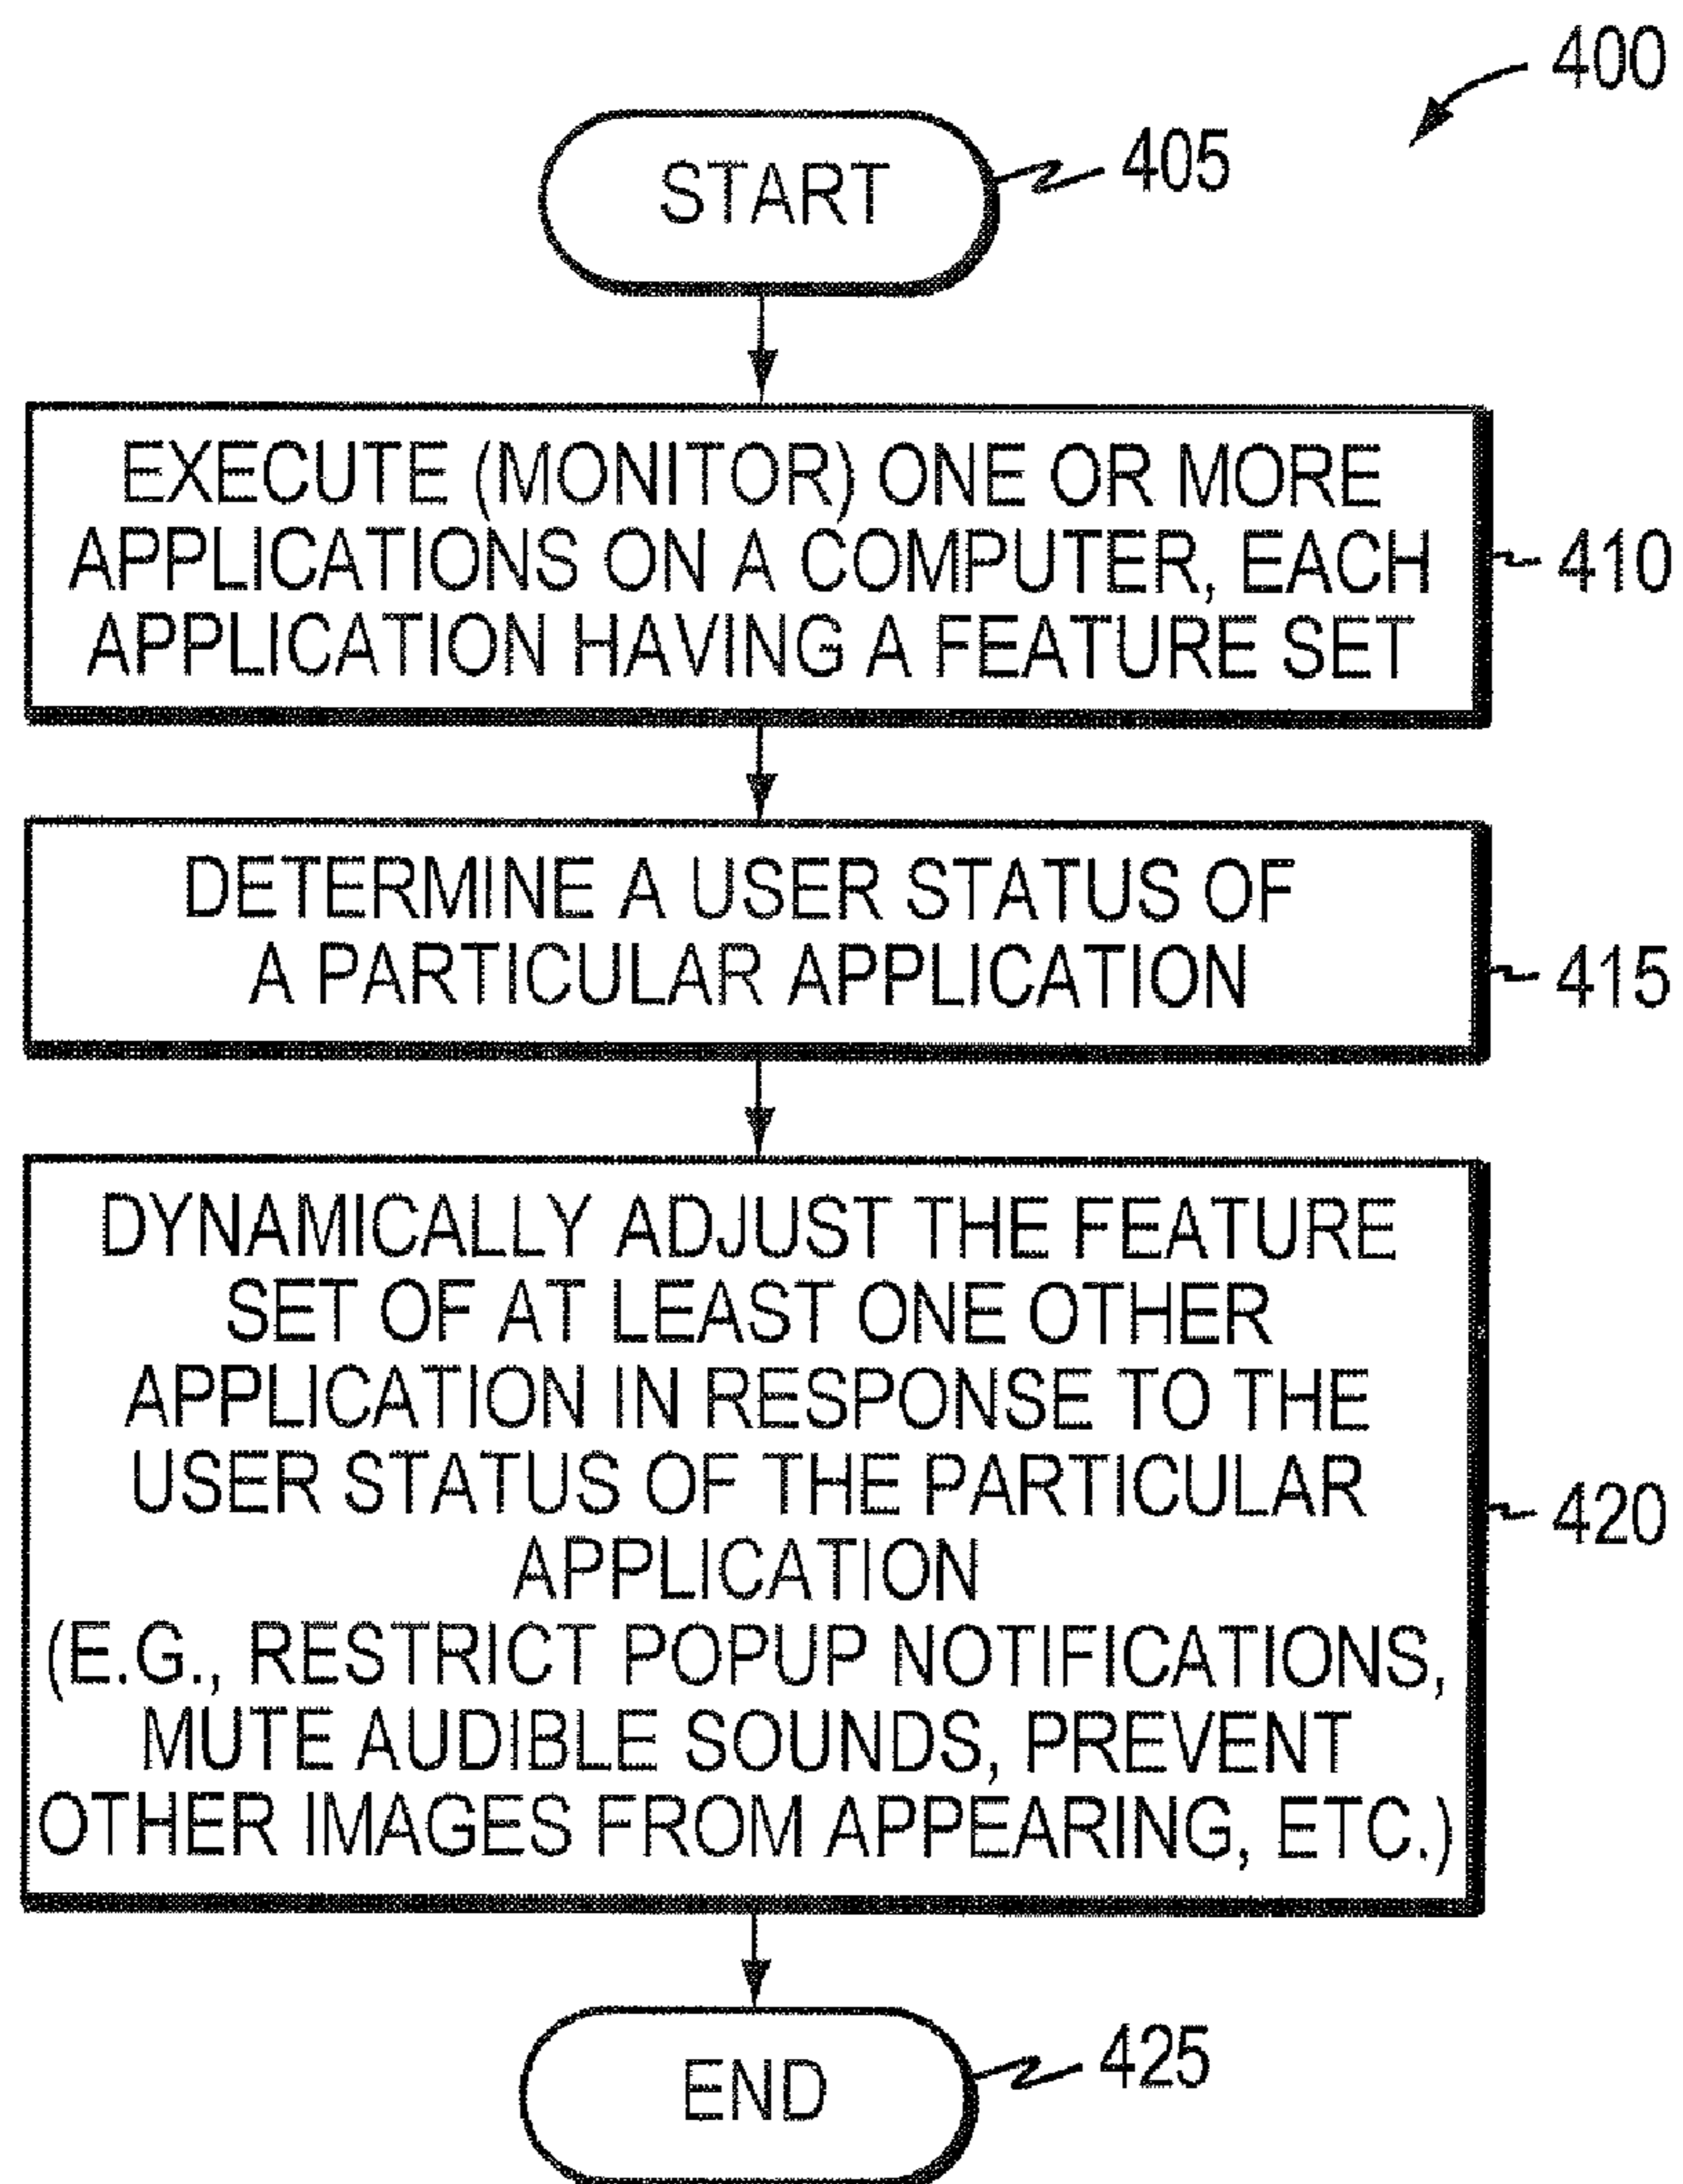 400
START
405
EXECUTE (MONITOR) ONE OR MORE
APPLICATIONS ON A COMPUTER, EACH
APPLICATION HAVING A FEATURE SET
410
DETERMINE A USER STATUS OF
A PARTICULAR APPLICATION
415
DYNAMICALLY ADJUST THE FEATURE
SET OF AT LEAST ONE OTHER
APPLICATION IN RESPONSE TO THE
USER STATUS OF THE PARTICULAR
APPLICATION
(E.G., RESTRICT POPUP NOTIFICATIONS,
MUTE AUDIBLE SOUNDS, PREVENT
OTHER IMAGES FROM APPEARING, ETC.)
420
END
425